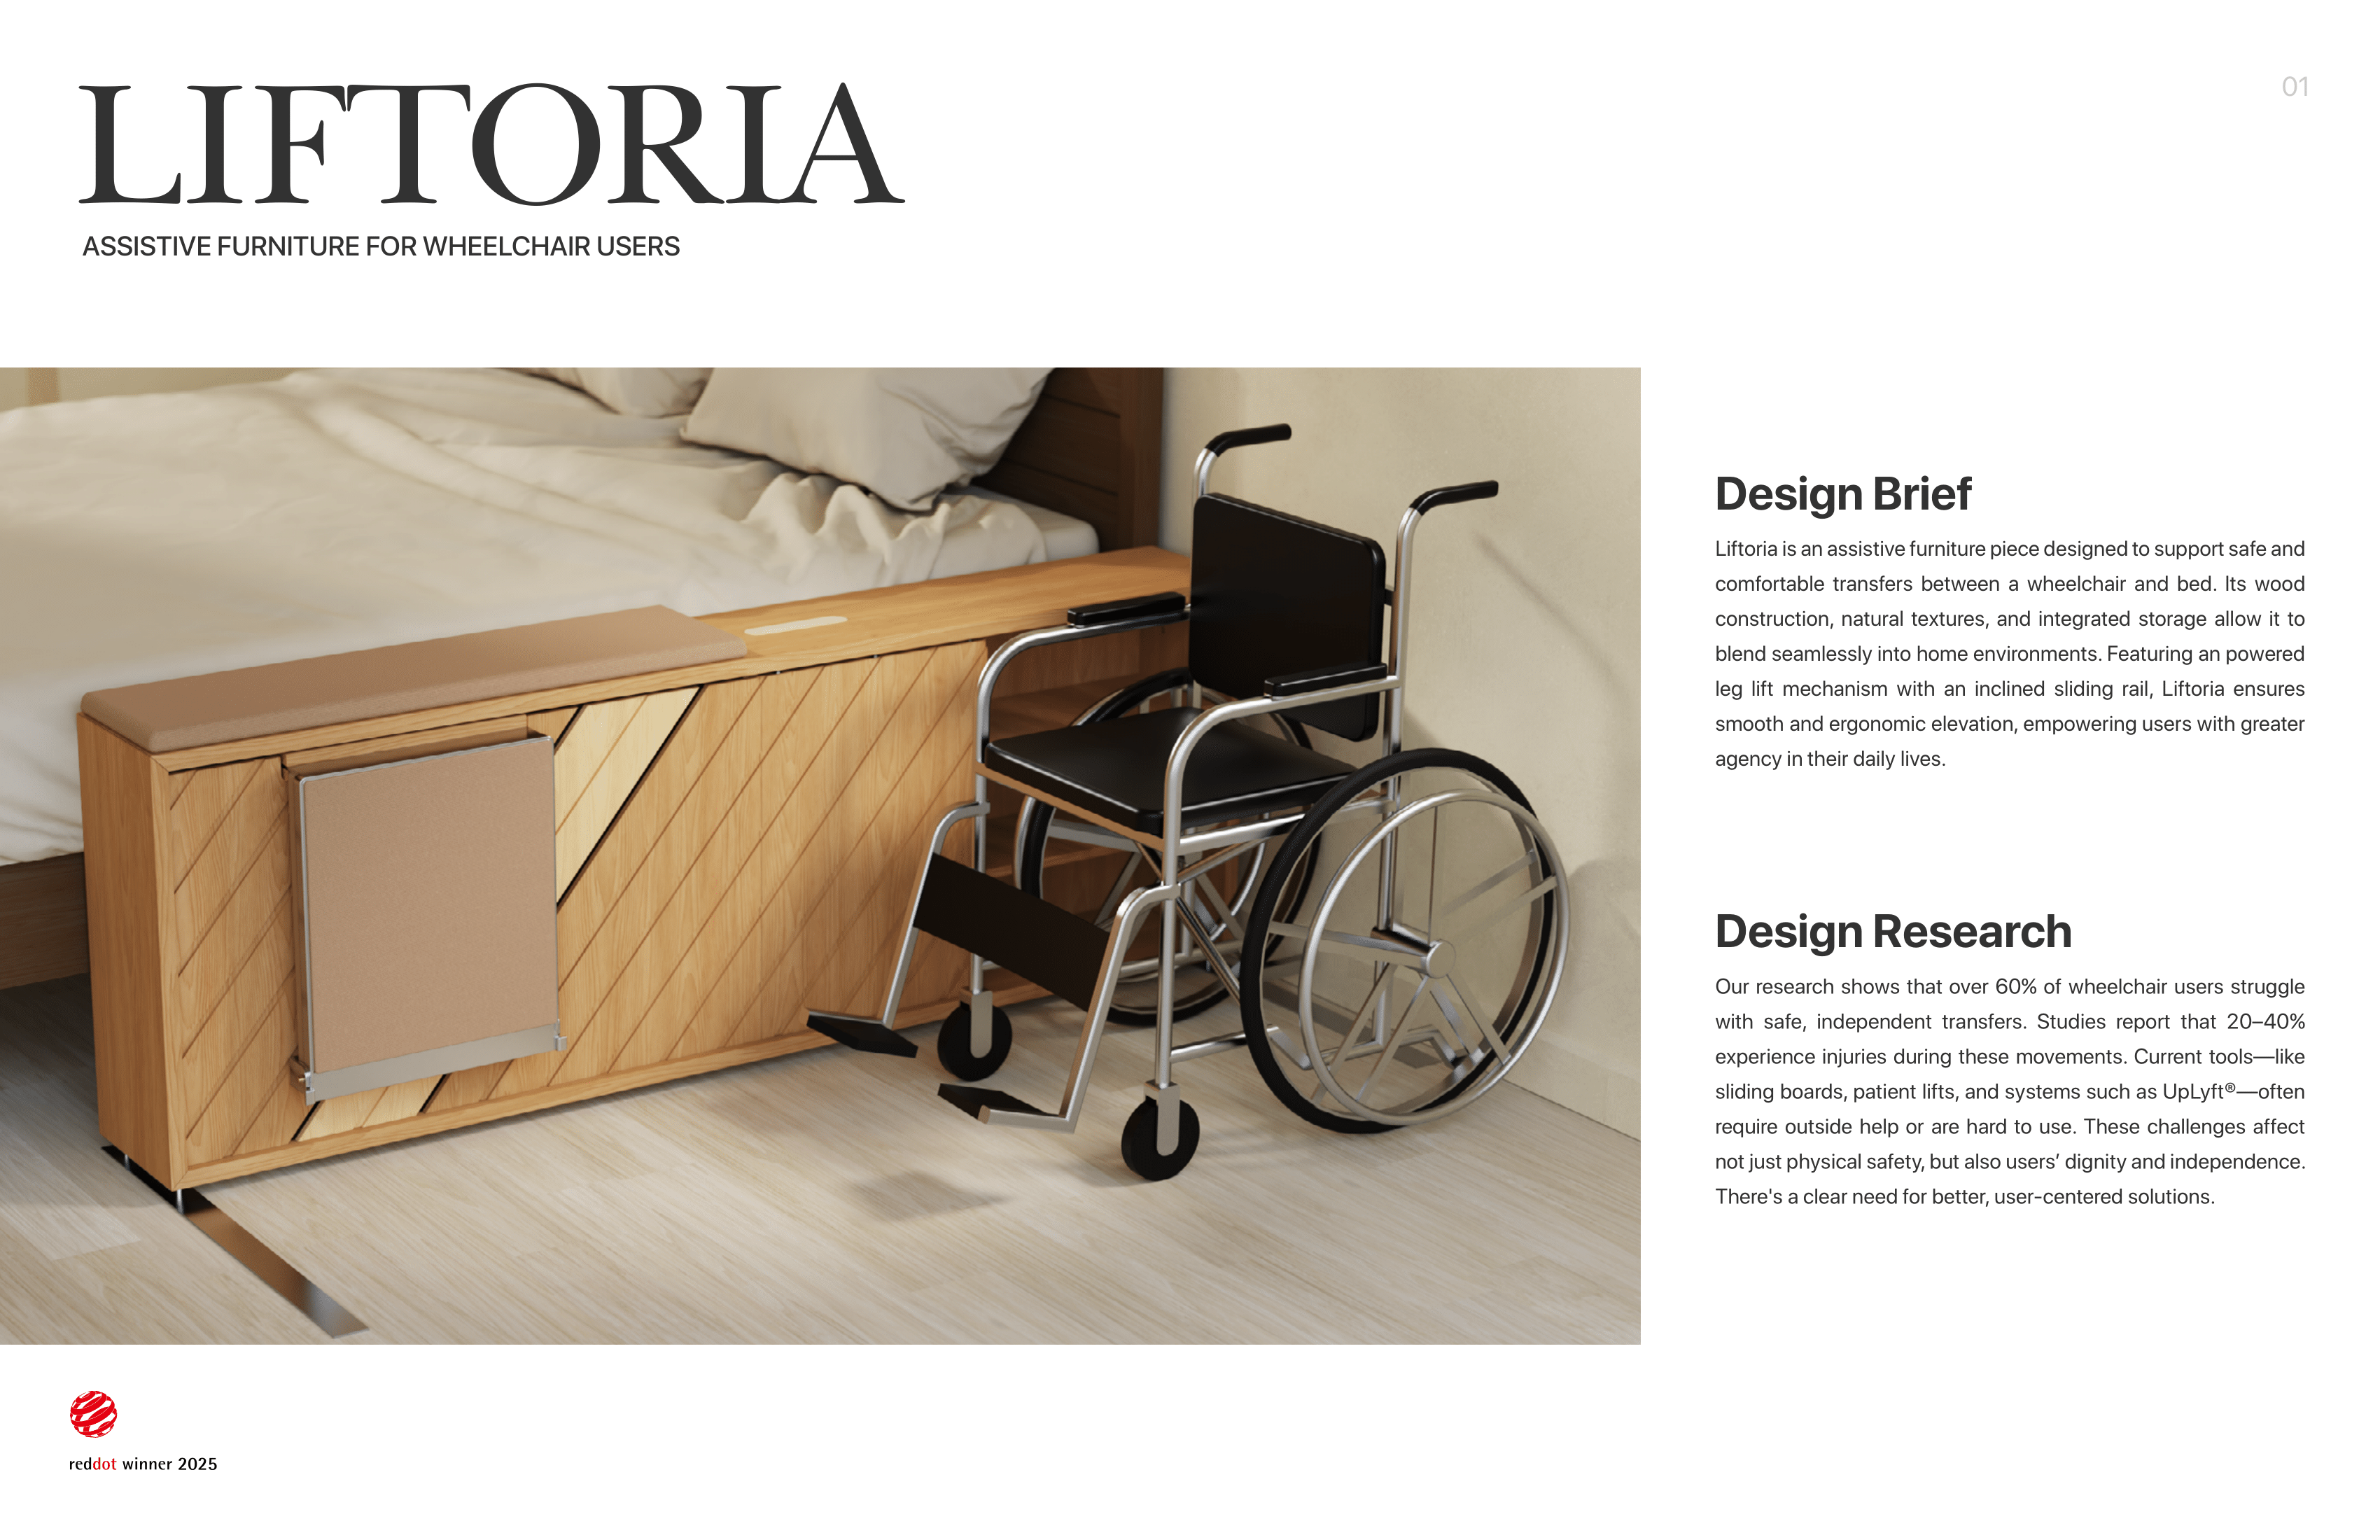 LIFTORIA
01
ASSISTIVE FURNITURE FOR WHEELCHAIR USERS
Design Brief
Liftoria is an assistive furniture piece designed to support safe and
comfortable transfers between a wheelchair and bed. Its wood
construction, natural textures, and integrated storage allow it to
blend seamlessly into home environments. Featuring an powered
leg lift mechanism with an inclined sliding rail, Liftoria ensures
smooth and ergonomic elevation, empowering users with greater
agency in their daily lives.
Design Research
Our research shows that over 60% of wheelchair users struggle
with safe, independent transfers. Studies report that 20–40%
experience injuries during these movements. Current tools—like
sliding boards, patient lifts, and systems such as UpLyft®—often
require outside help or are hard to use. These challenges affect
not just physical safety, but also users’ dignity and independence.
There's a clear need for better, user-centered solutions.
reddot winner 2025